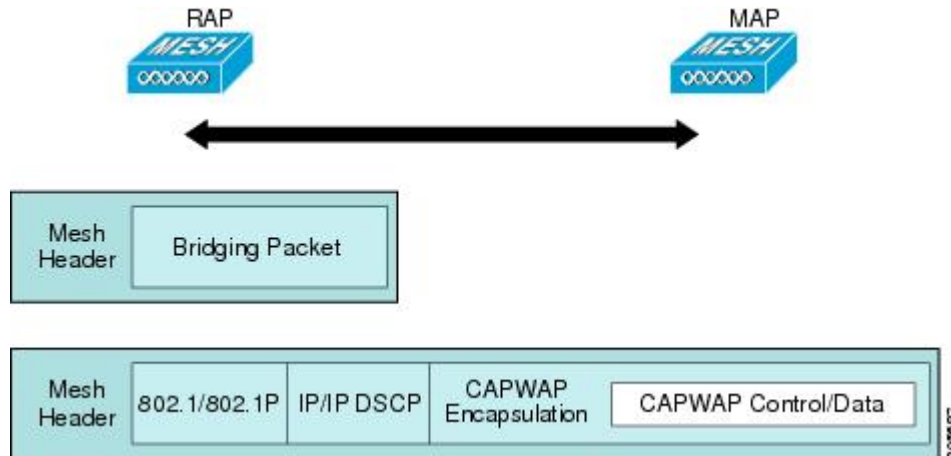 RAP
MAP
MESH
MESH
Mesh
Header
Bridging Packet
Mesh
Header
802.1/802.1P
IP/IP DSCP
CAPWAP
Encapsulation
CAPWAP Control/Data